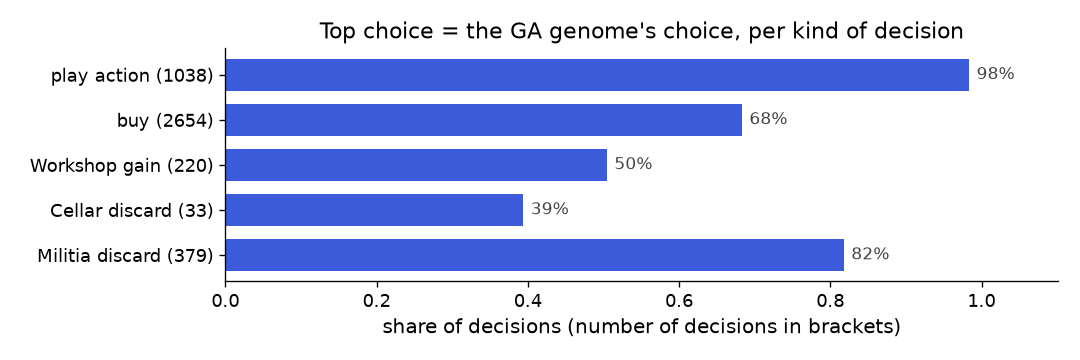 Top choice = the GA genome's choice, per kind of decision
play action (1038)
98%
buy (2654)
68%
Workshop gain (220)
50%
Cellar discard (33)
39%
Militia discard (379)
82%
0.0 0.2 0.4 0.6 0.8 1.0
share of decisions (number of decisions in brackets)